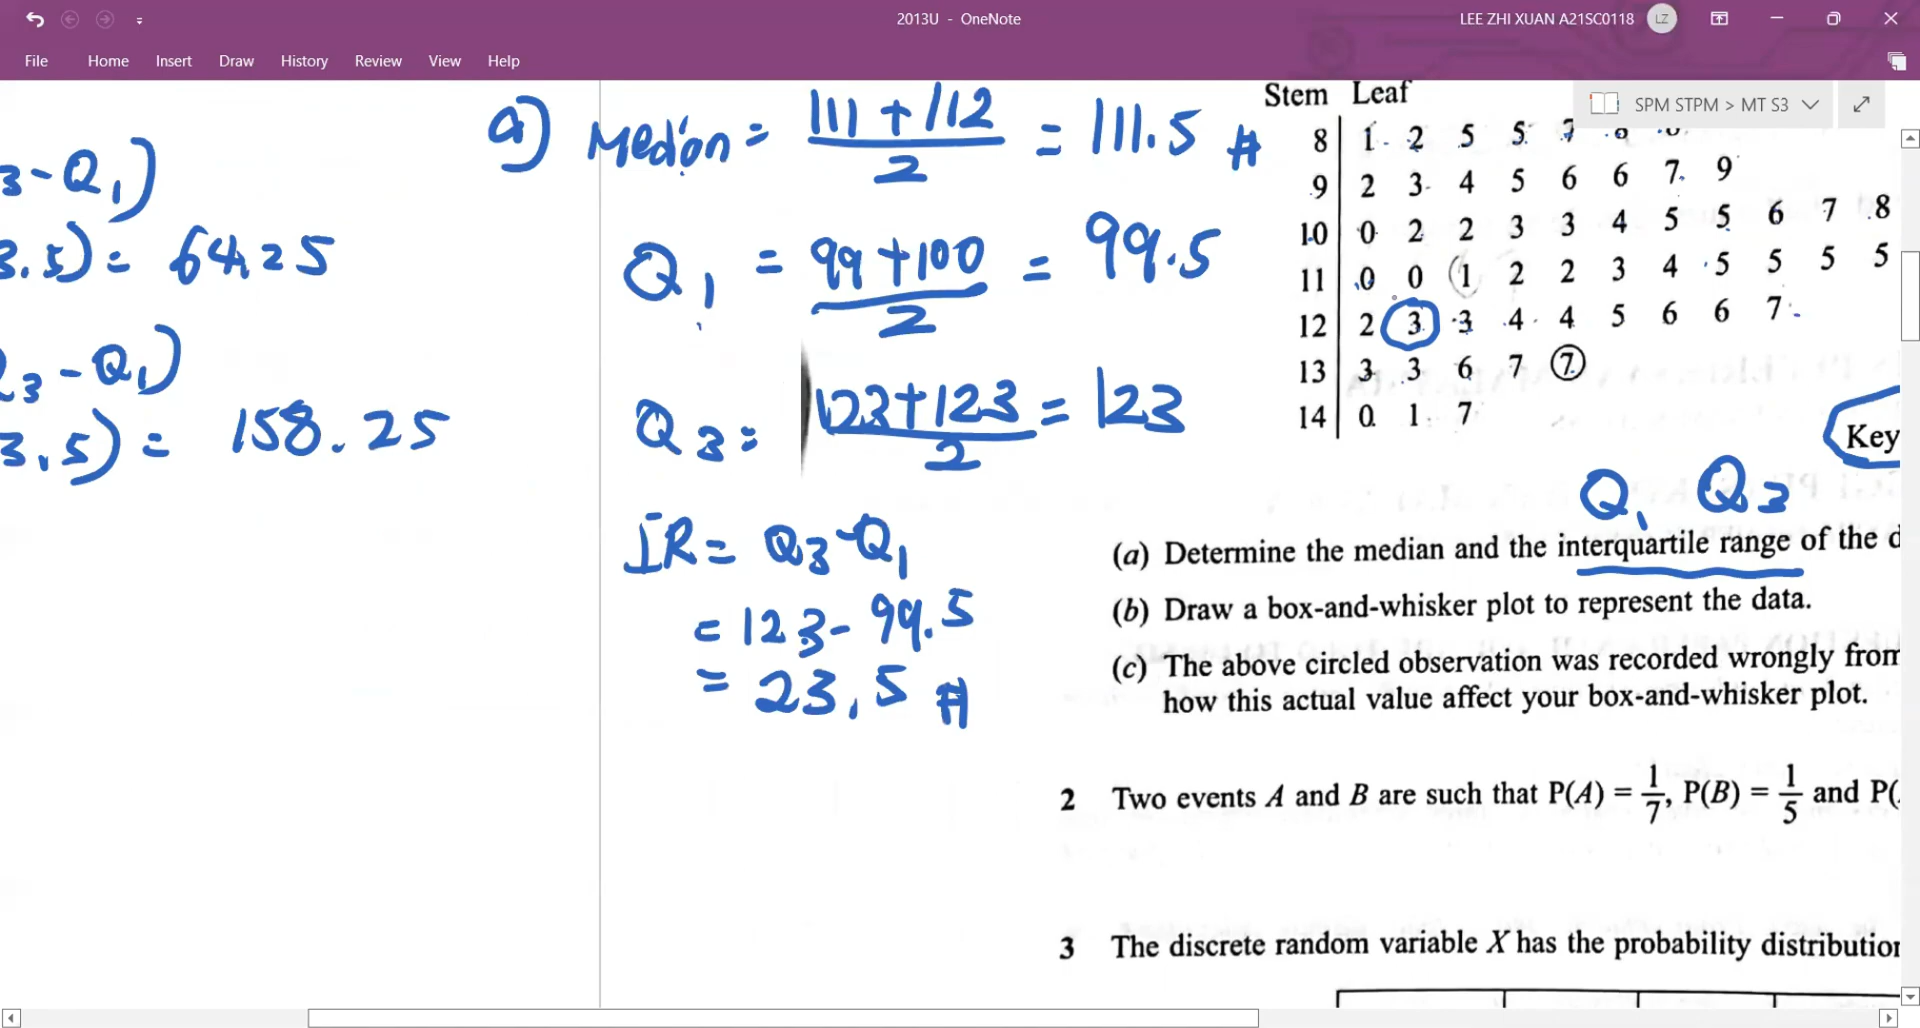 2013U - OneNote
LEE ZHI XUAN A21SC0118
LZ
File Home Insert Draw History Review View Help
SPM STPM > MT S3
3-Q₁)
3.5) = 64.25
Q₃-Q₁)
3.5) = 158.25
a) Median = 111+112 / 2 = 111.5 #
Q₁ = 99+100 / 2 = 99.5
Q₃ = 123+123 / 2 = 123
IR = Q₃-Q₁
= 123-99.5
= 23.5 #
Stem Leaf
8 | 1 2 5 5 7
9 | 2 3 4 5 6 6 7 9
10 | 0 2 2 3 3 4 5 5 6 7 8
11 | 0 0 1 2 2 3 4 5 5 5 5
12 | 2 3 3 4 4 5 6 6 7
13 | 3 3 6 7 7
14 | 0 1 7
Key
Q₁ Q₃
(a) Determine the median and the interquartile range of the d
(b) Draw a box-and-whisker plot to represent the data.
(c) The above circled observation was recorded wrongly from
how this actual value affect your box-and-whisker plot.
2 Two events A and B are such that P(A) = 1/7, P(B) = 1/5 and P(
3 The discrete random variable X has the probability distribution